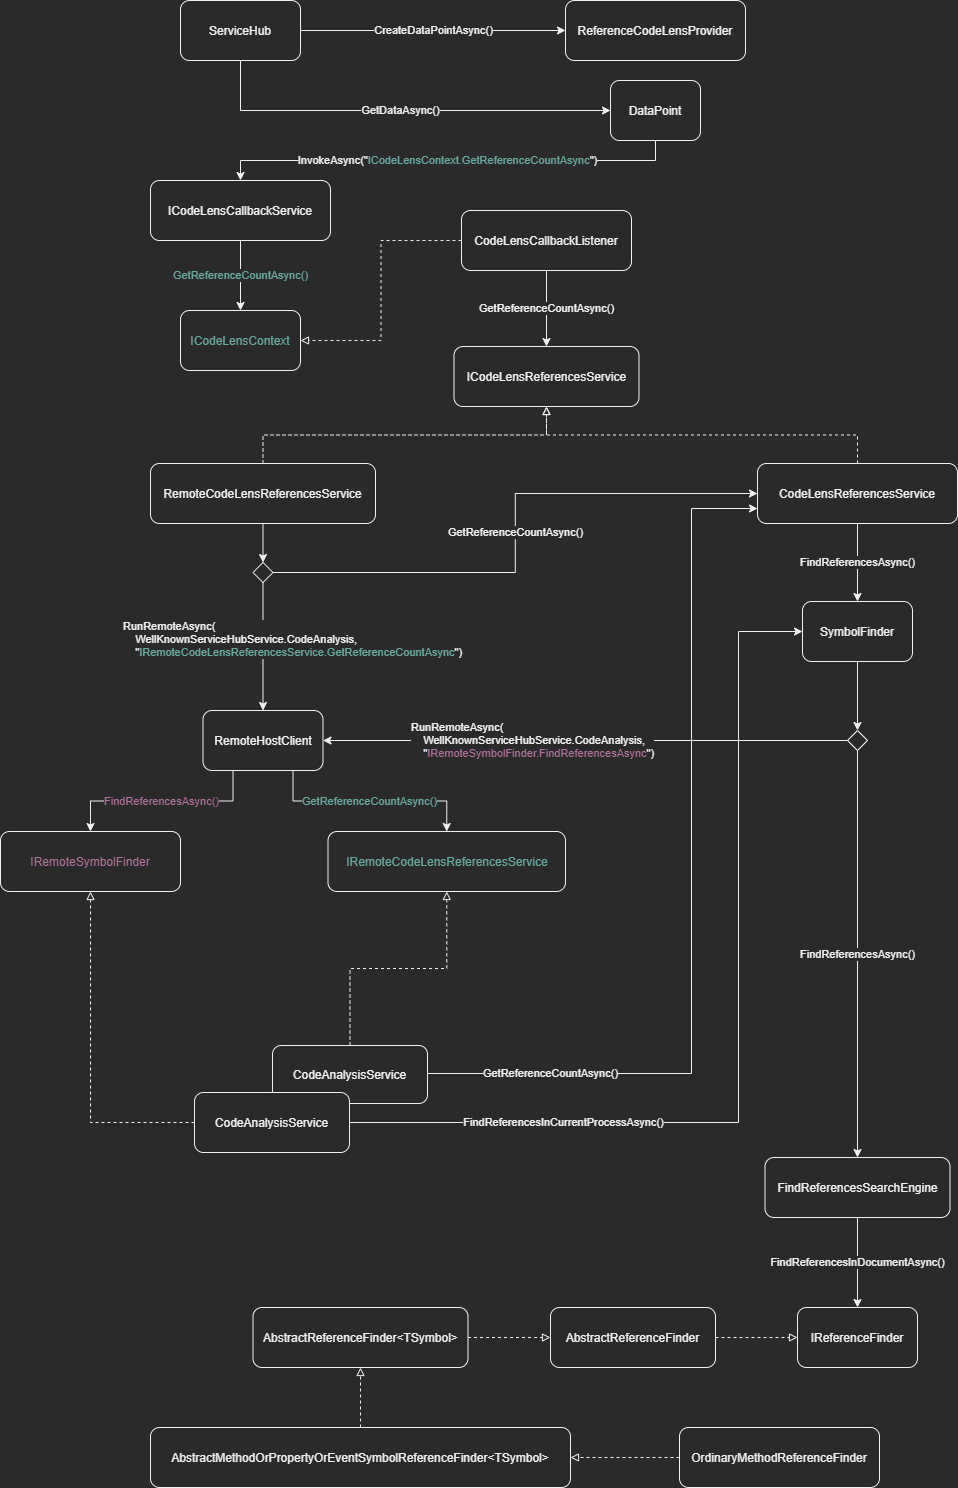 ServiceHub
CreateDataPointAsync()
ReferenceCodeLensProvider
GetDataAsync()
DataPoint
InvokeAsync("ICodeLensContext.GetReferenceCountAsync")
ICodeLensCallbackService
CodeLensCallbackListener
GetReferenceCountAsync()
GetReferenceCountAsync()
ICodeLensContext
ICodeLensReferencesService
RemoteCodeLensReferencesService
CodeLensReferencesService
GetReferenceCountAsync()
FindReferencesAsync()
RunRemoteAsync(
WellKnownServiceHubService.CodeAnalysis,
"IRemoteCodeLensReferencesService.GetReferenceCountAsync")
SymbolFinder
RemoteHostClient
RunRemoteAsync(
WellKnownServiceHubService.CodeAnalysis,
"IRemoteSymbolFinder.FindReferencesAsync")
FindReferencesAsync()
GetReferenceCountAsync()
IRemoteSymbolFinder
IRemoteCodeLensReferencesService
FindReferencesAsync()
CodeAnalysisService
GetReferenceCountAsync()
CodeAnalysisService
FindReferencesInCurrentProcessAsync()
FindReferencesSearchEngine
FindReferencesInDocumentAsync()
AbstractReferenceFinder<TSymbol>
AbstractReferenceFinder
IReferenceFinder
AbstractMethodOrPropertyOrEventSymbolReferenceFinder<TSymbol>
OrdinaryMethodReferenceFinder